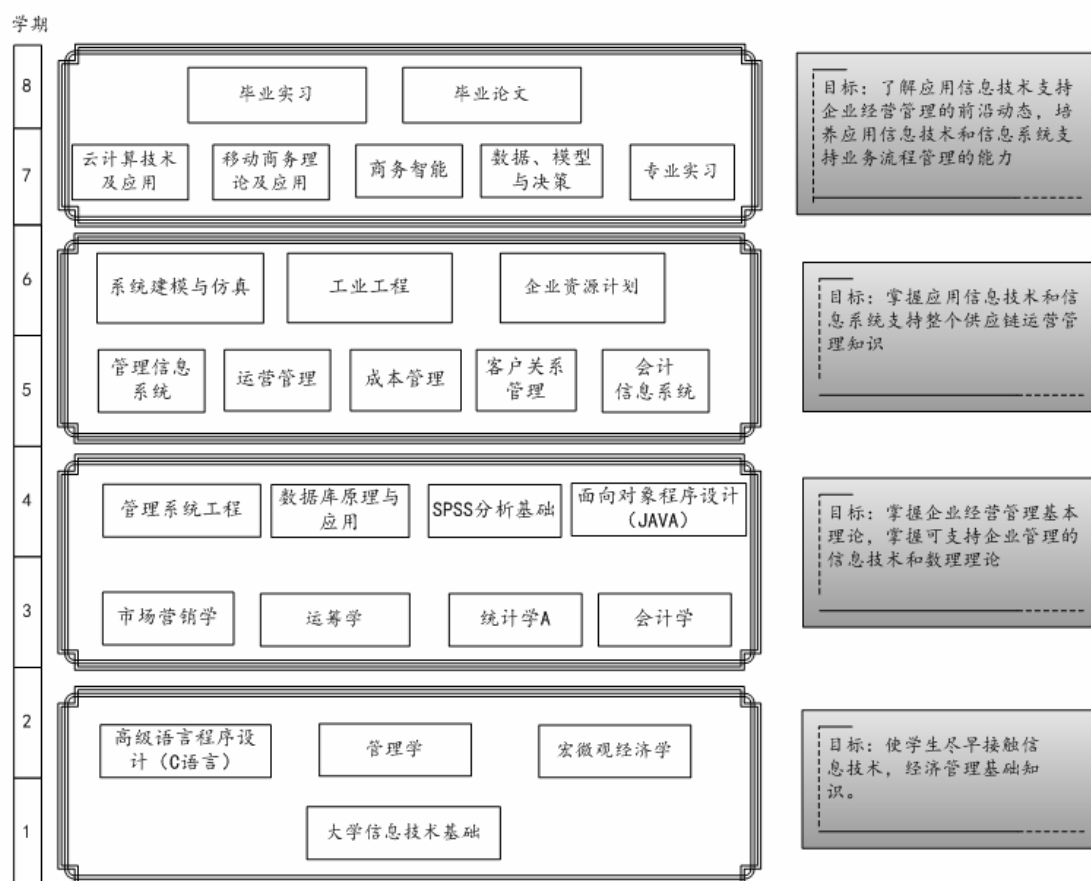 学期
8
毕业实习
毕业论文
目标：了解应用信息技术支持
企业经营管理的前沿动态，培
养应用信息技术和信息系统支
持业务流程管理的能力
7
云计算技术
及应用
移动商务理
论及应用
商务智能
数据、模型
与决策
专业实习
6
系统建模与仿真
工业工程
企业资源计划
目标：掌握应用信息技术和信
息系统支持整个供应链运营管
理知识
5
管理信息
系统
运营管理
成本管理
客户关系
管理
会计
信息系统
4
管理系统工程
数据库原理与
应用
SPSS分析基础
面向对象程序设计
（JAVA）
目标：掌握企业经营管理基本
理论，掌握可支持企业管理的
信息技术和数理理论
3
市场营销学
运筹学
统计学A
会计学
2
高级语言程序设
计（C语言）
管理学
宏微观经济学
目标：使学生尽早接触信
息技术，经济管理基础知
识。
1
大学信息技术基础